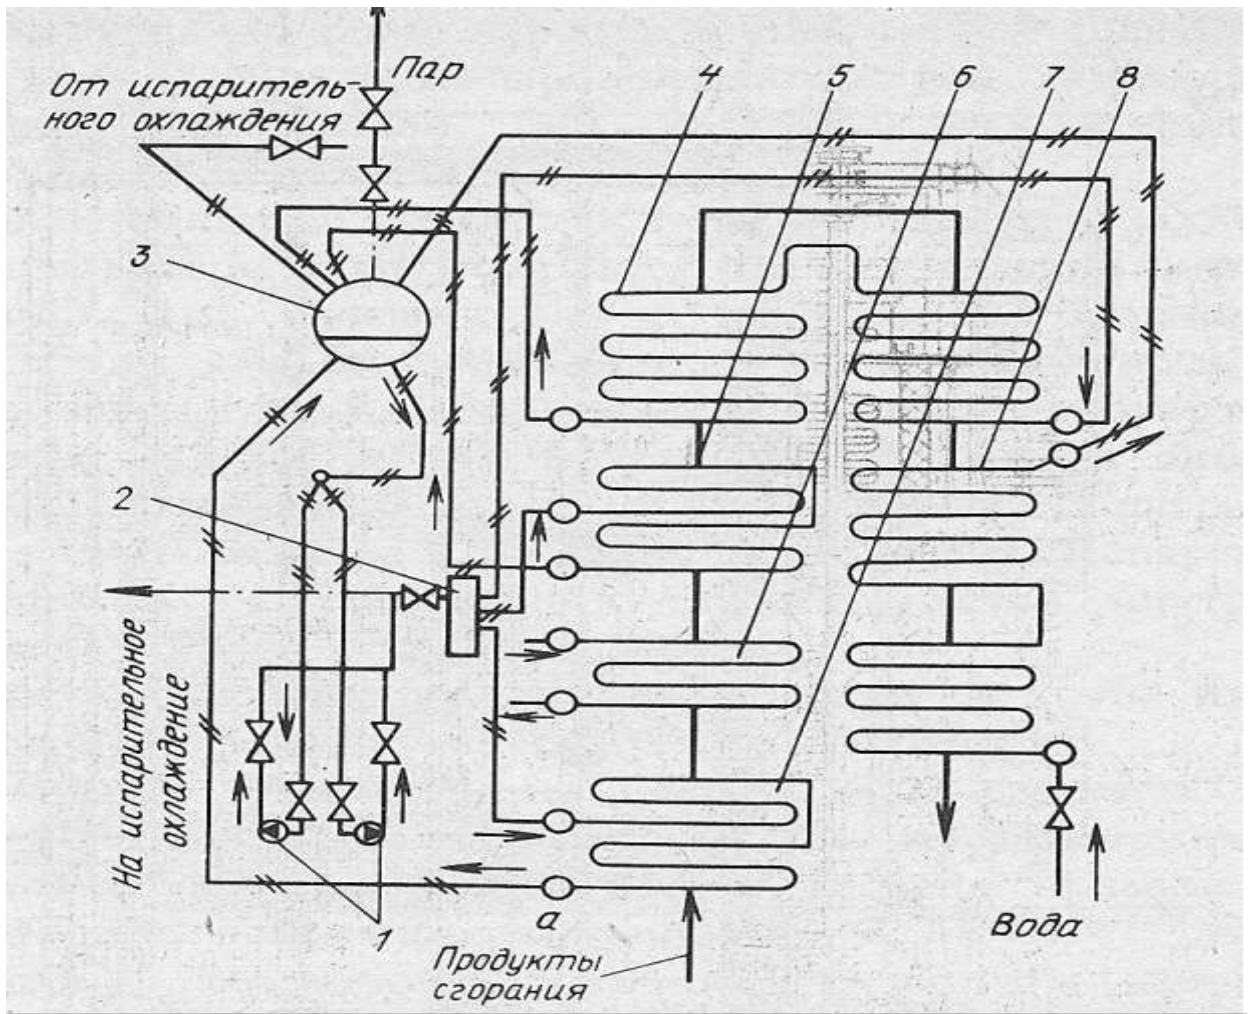 Пар
От испаритель-
ного охлаждения
4
5
6
7
8
3
2
На испарительное
охлаждение
1
а
Продукты
сгорания
Вода